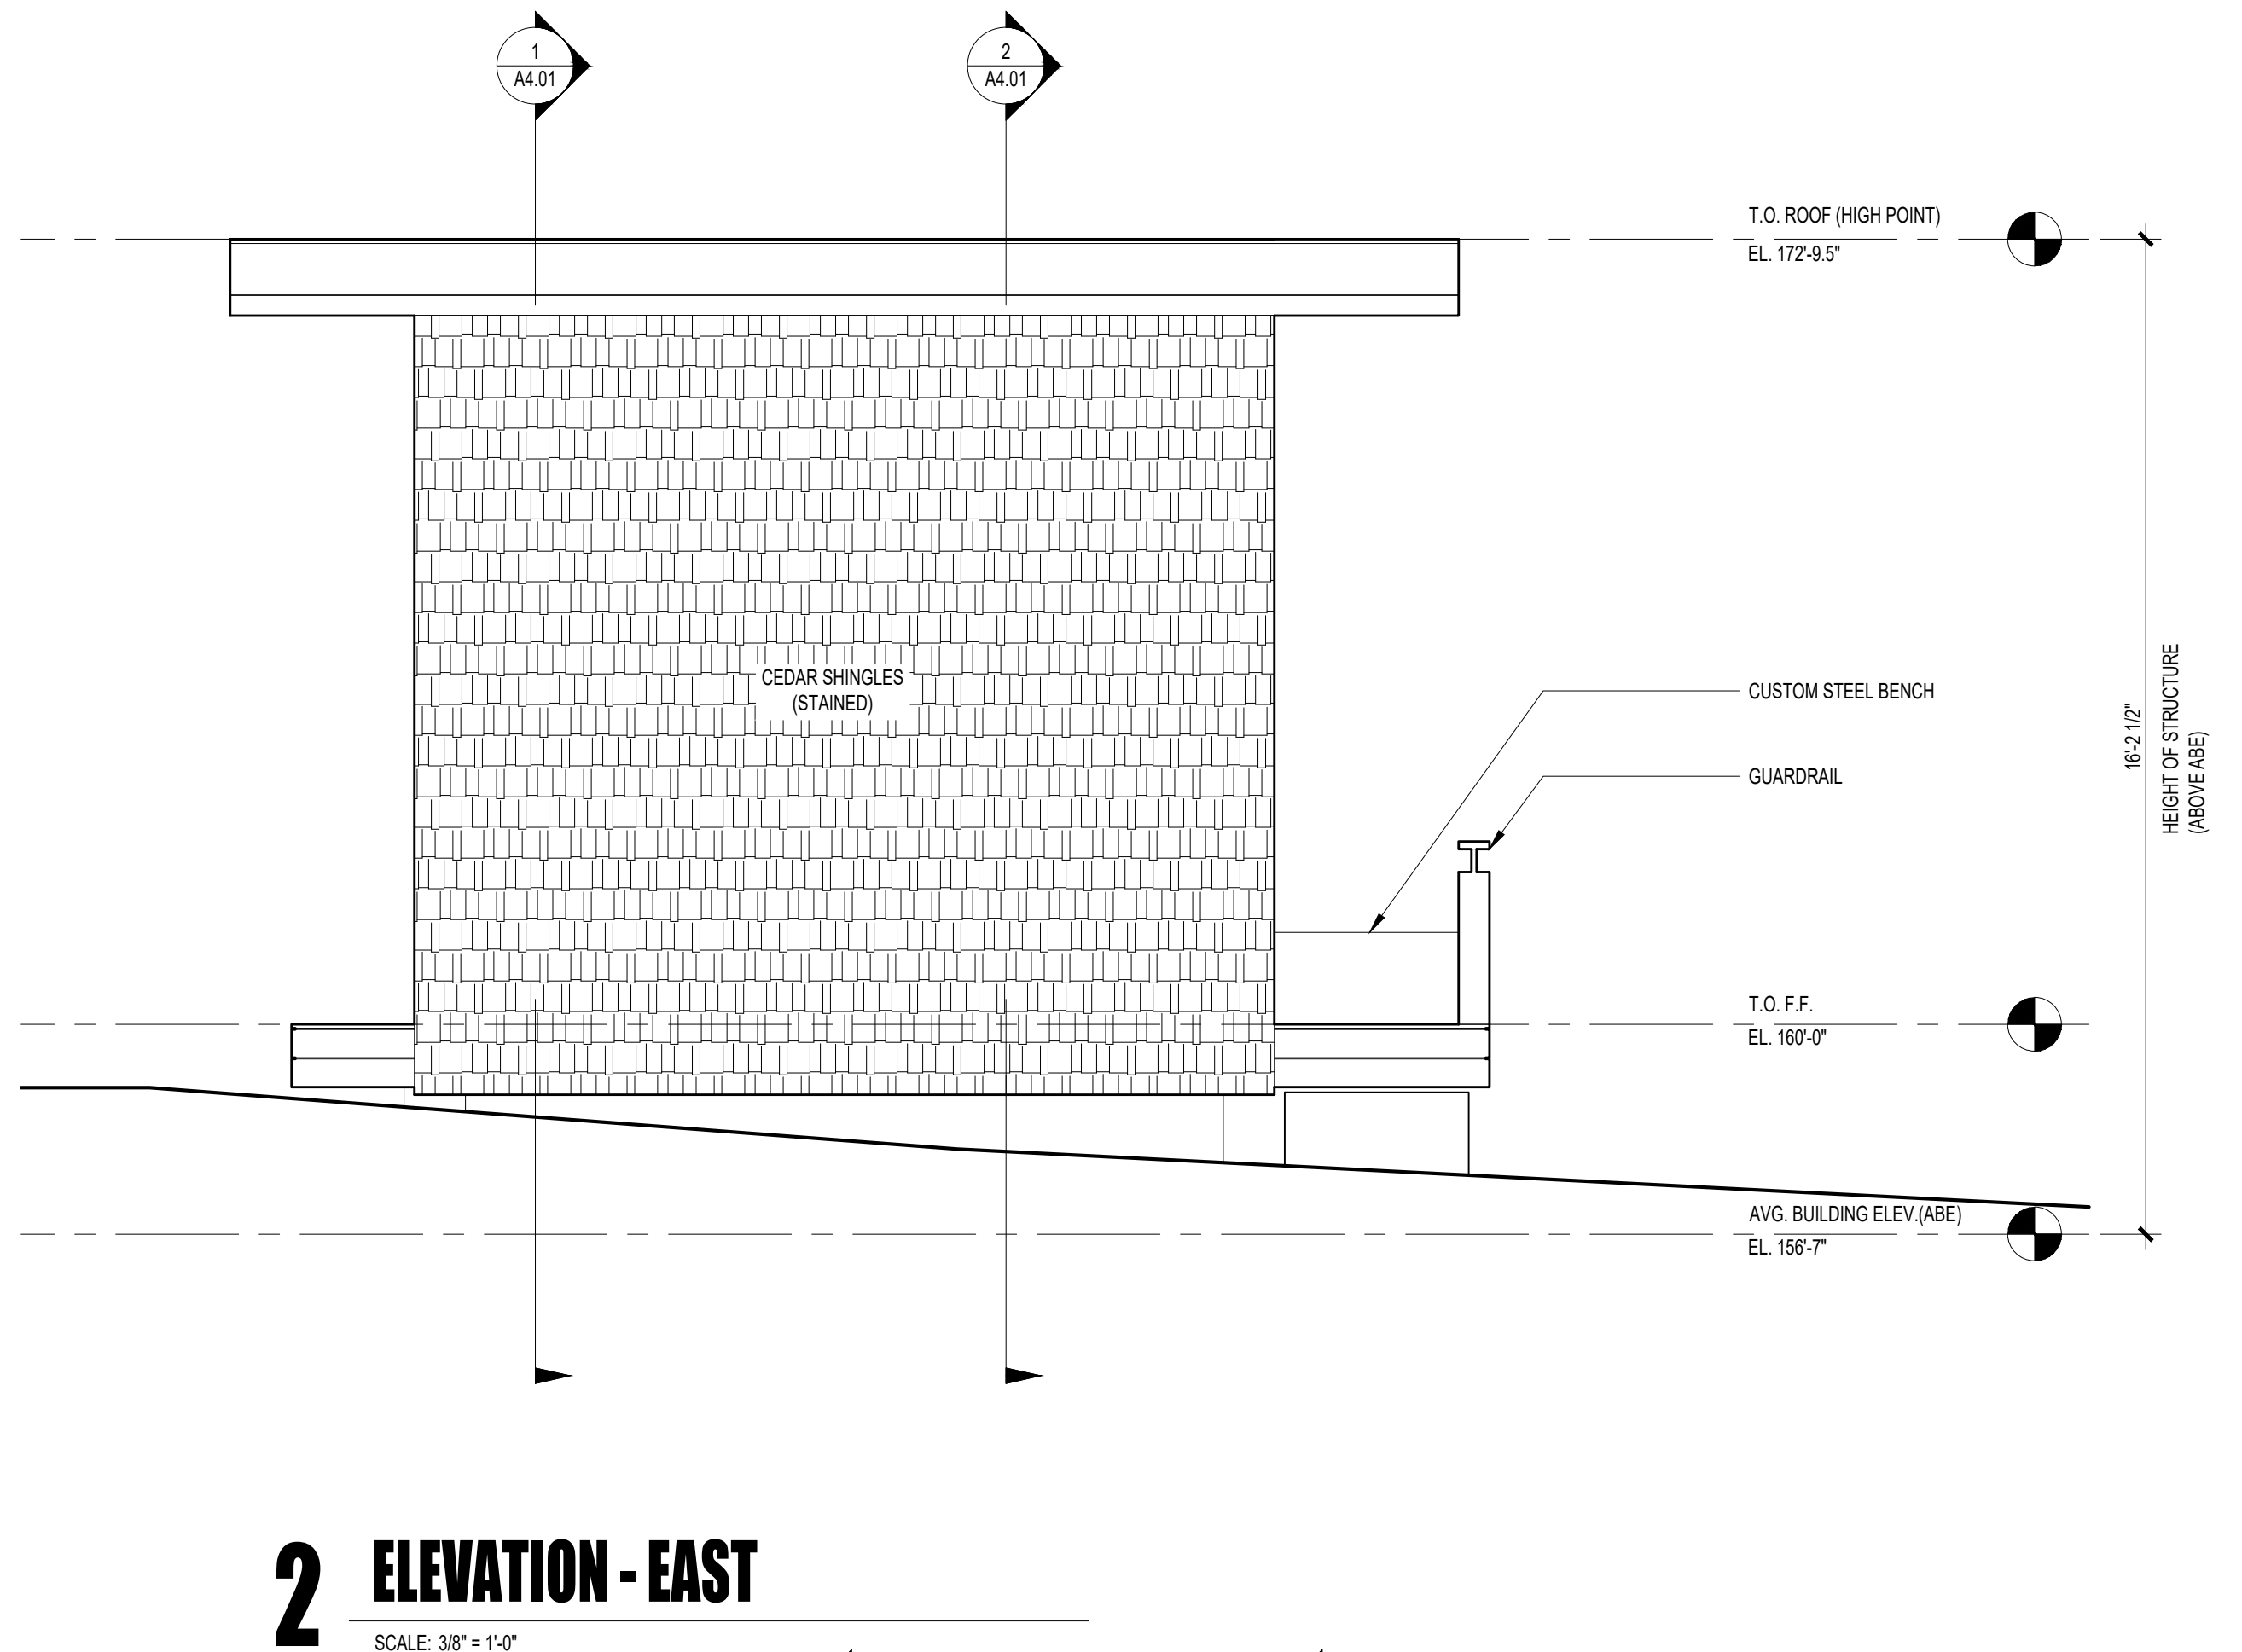 1
A4.01
2
A4.01
T.O. ROOF (HIGH POINT)
EL. 172'-9.5"
CEDAR SHINGLES
(STAINED)
CUSTOM STEEL BENCH
GUARDRAIL
16'-2 1/2"
HEIGHT OF STRUCTURE
(ABOVE ABE)
T.O. F.F.
EL. 160'-0"
AVG. BUILDING ELEV.(ABE)
EL. 156'-7"
2
ELEVATION - EAST
SCALE: 3/8" = 1'-0"